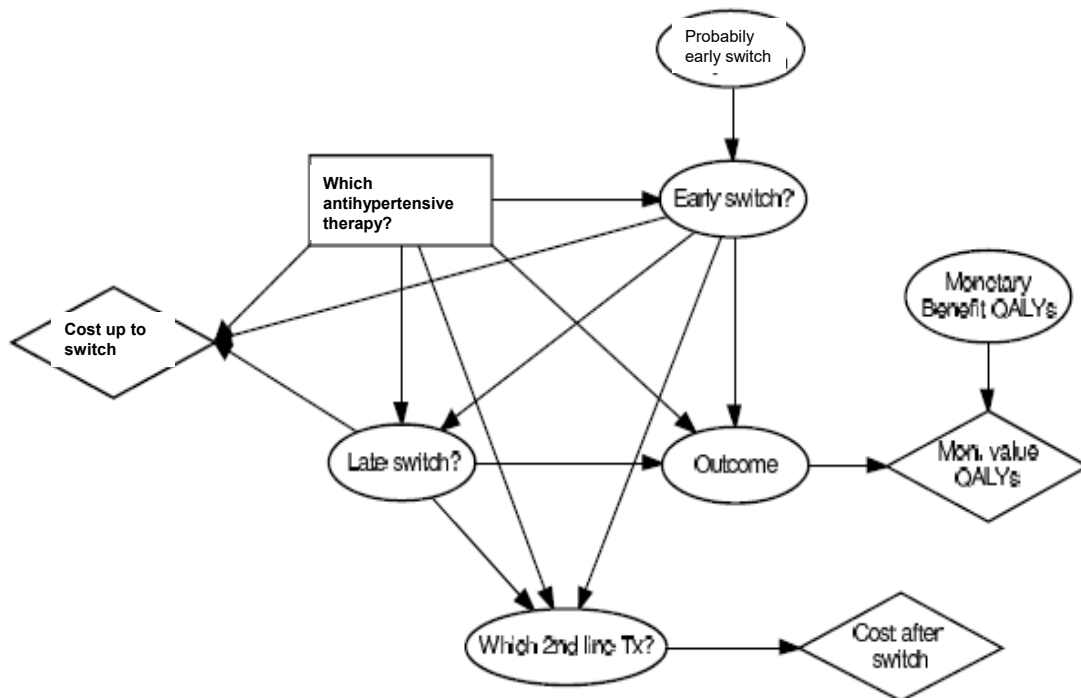 Probabily
early switch
Which
antihypertensive
therapy?
Early switch?
Monetary
Benefit QALYs
Cost up to
switch
Late switch?
Outcome
Mon. value
QALYs
Which 2nd line Tx?
Cost after
switch